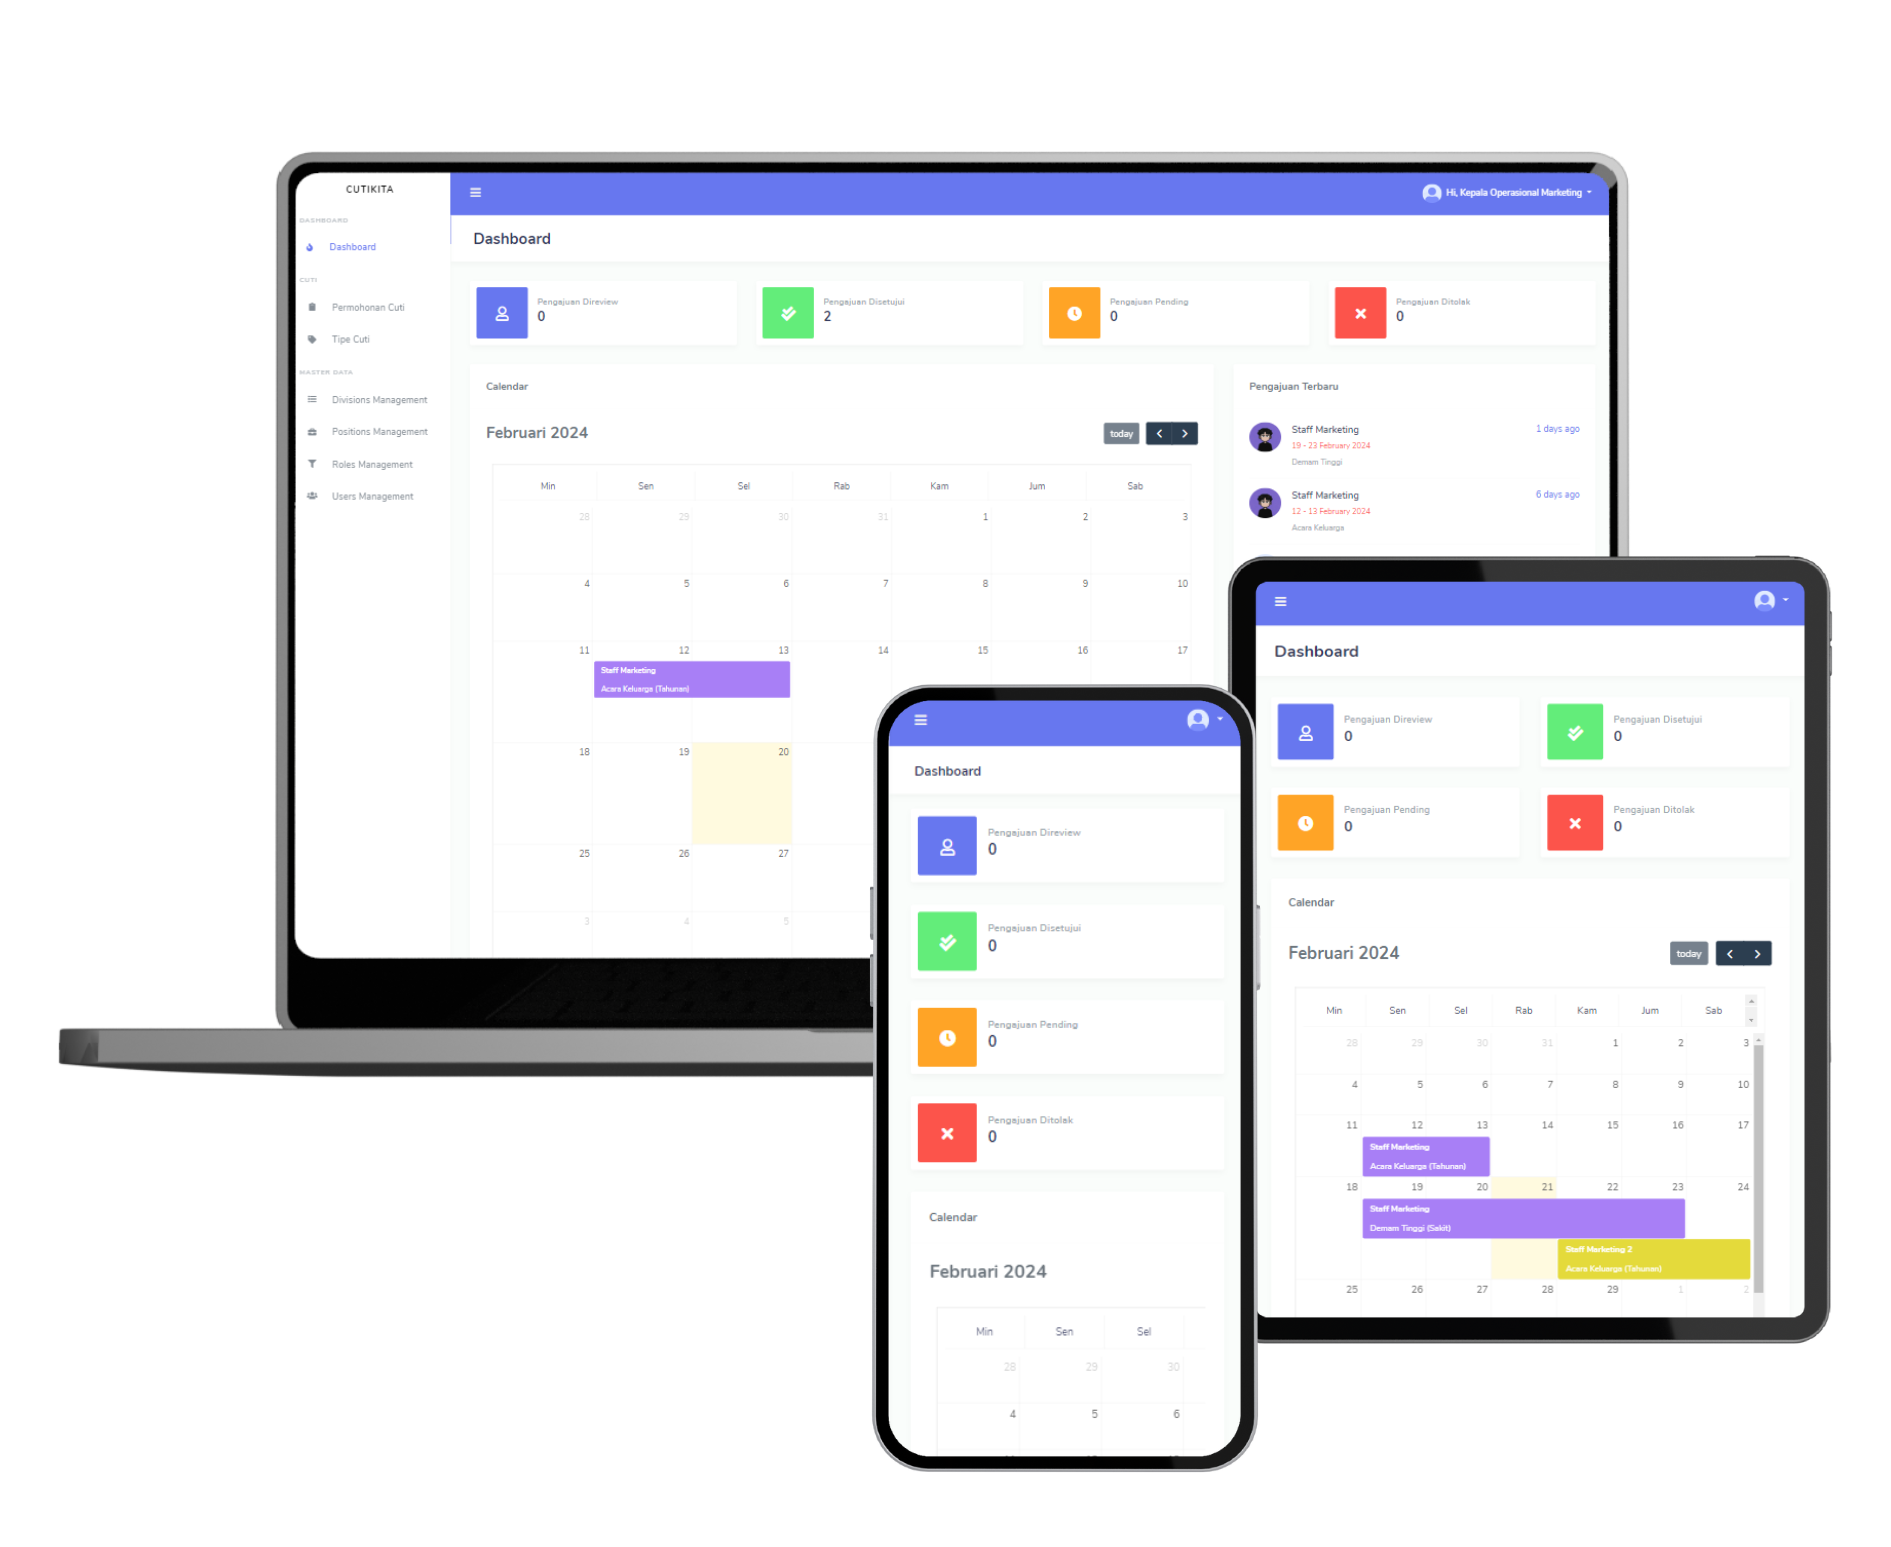 CUTIKITA
DASHBOARD
Dashboard
CUTI
Permohonan Cuti
Tipe Cuti
MASTER DATA
Divisions Management
Positions Management
Roles Management
Users Management
Hi, Kepala Operasional Marketing
Dashboard
Pengajuan Direview
0
Pengajuan Disetujui
2
Pengajuan Pending
0
Pengajuan Ditolak
0
Calendar
Februari 2024
today
Min Sen Sel Rab Kam Jum Sab
28 29 30 31 1 2 3
4 5 6 7 8 9 10
11 12 13 14 15 16 17
Staff Marketing
Acara Keluarga (Tahunan)
18 19 20
25 26 27
3 4 5
Pengajuan Terbaru
Staff Marketing 1 days ago
19 - 23 February 2024
Demam Tinggi
Staff Marketing 6 days ago
12 - 13 February 2024
Acara Keluarga
Dashboard
Pengajuan Direview
0
Pengajuan Disetujui
0
Pengajuan Pending
0
Pengajuan Ditolak
0
Calendar
Februari 2024
Min Sen Sel
28 29 30
4 5 6
Dashboard
Pengajuan Direview
0
Pengajuan Disetujui
0
Pengajuan Pending
0
Pengajuan Ditolak
0
Calendar
Februari 2024
today
Min Sen Sel Rab Kam Jum Sab
28 29 30 31 1 2 3
4 5 6 7 8 9 10
11 12 13 14 15 16 17
Staff Marketing
Acara Keluarga (Tahunan)
18 19 20 21 22 23 24
Staff Marketing
Demam Tinggi (Sakit)
Staff Marketing 2
Acara Keluarga (Tahunan)
25 26 27 28 29 1 2